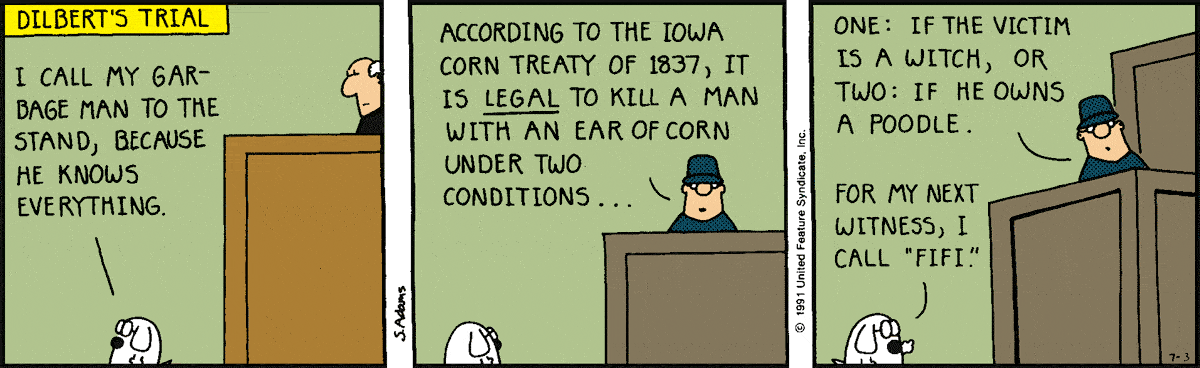 DILBERT'S TRIAL
I CALL MY GAR-
BAGE MAN TO THE
STAND, BECAUSE
HE KNOWS
EVERYTHING.
S.Adams
ACCORDING TO THE IOWA
CORN TREATY OF 1837, IT
IS LEGAL TO KILL A MAN
WITH AN EAR OF CORN
UNDER TWO
CONDITIONS...
© 1991 United Feature Syndicate, Inc.
ONE: IF THE VICTIM
IS A WITCH, OR
TWO: IF HE OWNS
A POODLE.
FOR MY NEXT
WITNESS, I
CALL "FIFI."
7-3